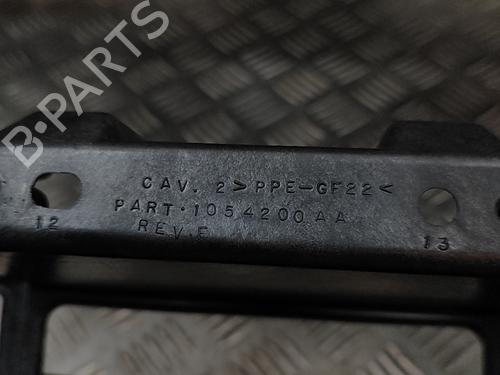 B-PARTS
CAV. 2 >PPE-GF22<
PART.1054200AA
REV.F
12
13